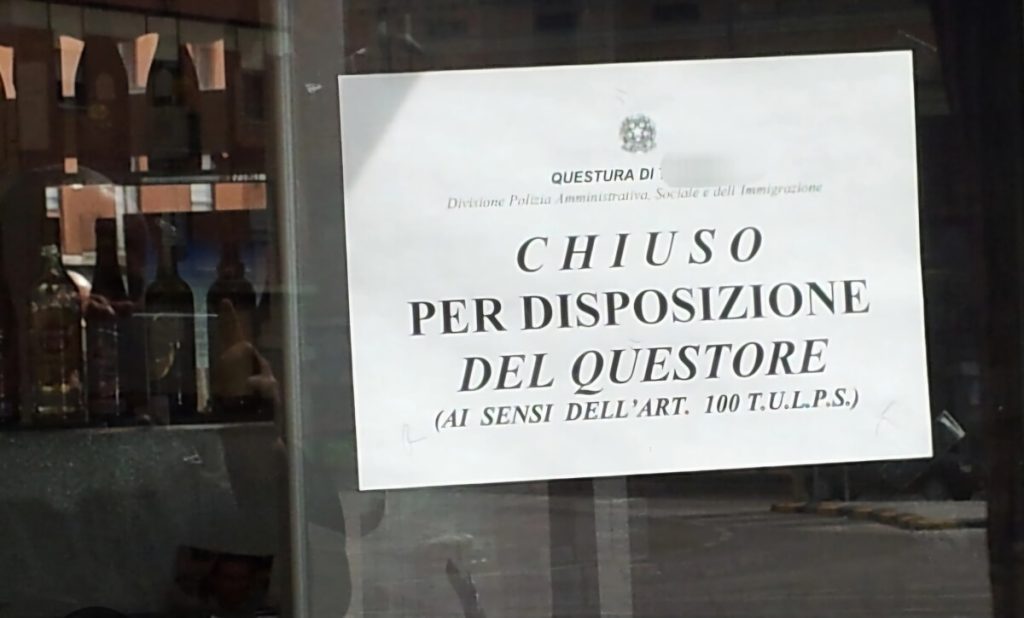 QUESTURA DI
Divisione Polizia Amministrativa, Sociale e dell Immigrazione
CHIUSO
PER DISPOSIZIONE
DEL QUESTORE
(AI SENSI DELL'ART. 100 T.U.L.P.S.)